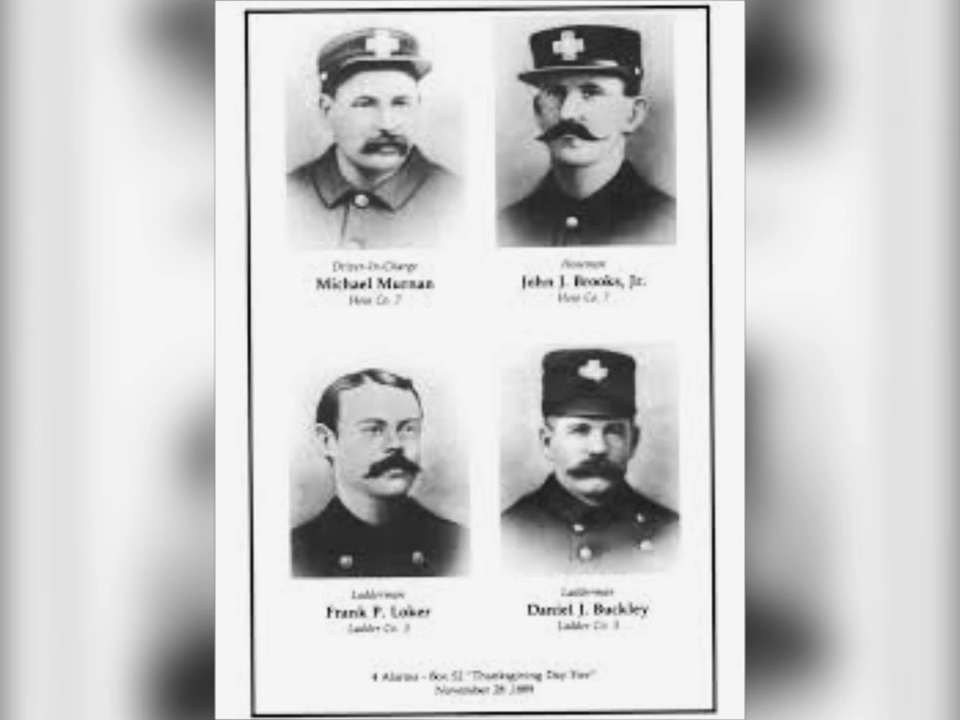 Driver-In-Charge
Michael Murnan
Hose Co. 7
Hoseman
John J. Brooks, Jr.
Hose Co. 7
Ladderman
Frank P. Loker
Ladder Co. 3
Ladderman
Daniel J. Buckley
Ladder Co. 3
4 Alarms - Box 52 "Thanksgiving Day Fire"
November 28 1889